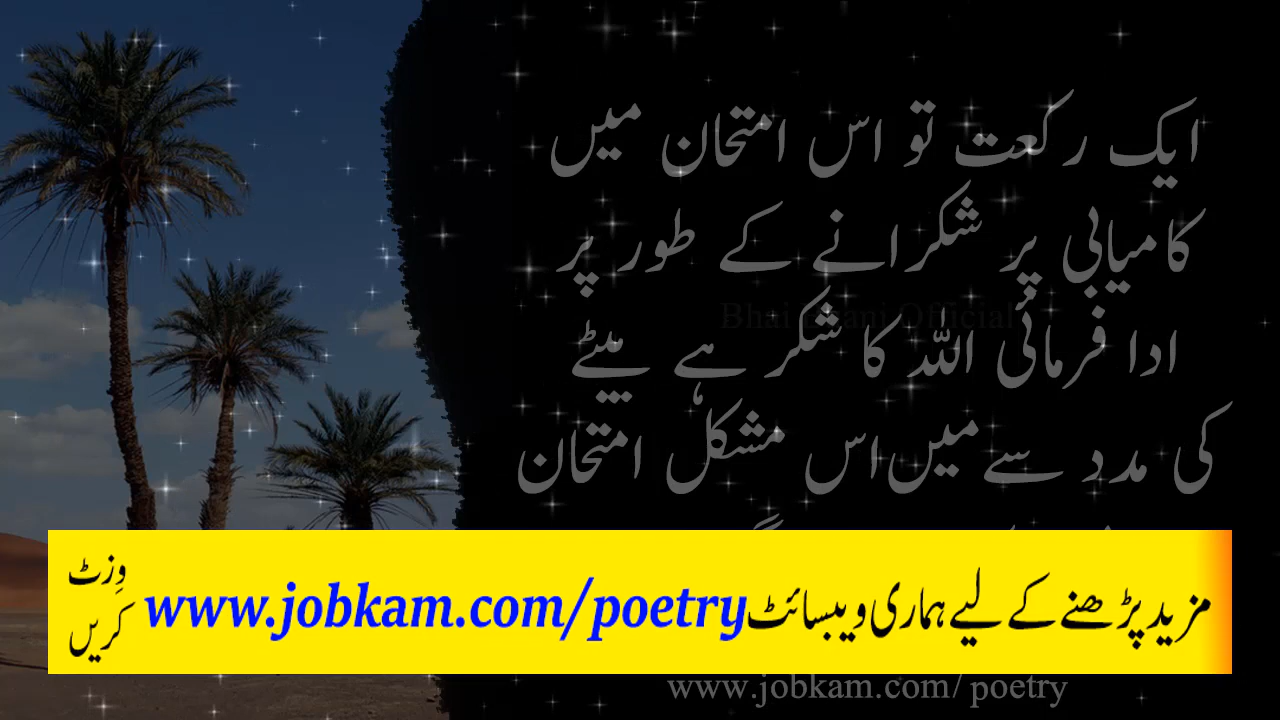 ایک رکعت تو اس امتحان میں
کامیابی پر شکرانے کے طور پر
Official
ادا فرمائی اللہ کا شکر ہے بیٹے
کی مدد سے میں اس مشکل امتحان
مزید پڑھنے کے لیے ہماری ویبسائٹ www.jobkam.com/poetry وزٹ کریں
www.jobkam.com/ poetry